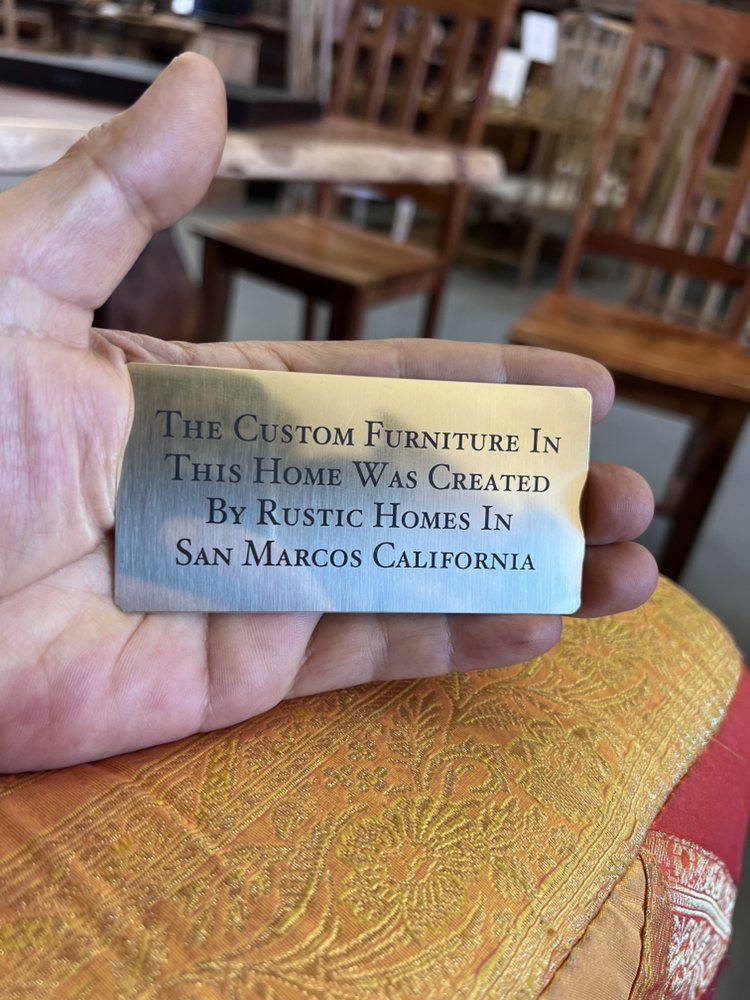 The Custom Furniture In
This Home Was Created
By Rustic Homes In
San Marcos California